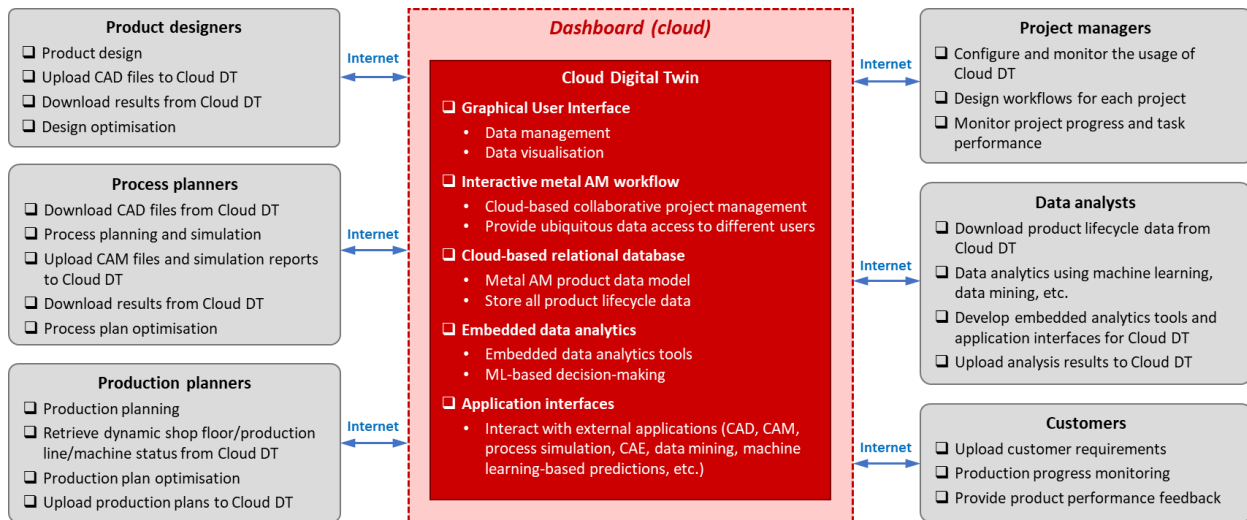 Product designers
❑ Product design
❑ Upload CAD files to Cloud DT
❑ Download results from Cloud DT
❑ Design optimisation
Internet
Process planners
❑ Download CAD files from Cloud DT
❑ Process planning and simulation
❑ Upload CAM files and simulation reports
to Cloud DT
❑ Download results from Cloud DT
❑ Process plan optimisation
Internet
Production planners
❑ Production planning
❑ Retrieve dynamic shop floor/production
line/machine status from Cloud DT
❑ Production plan optimisation
❑ Upload production plans to Cloud DT
Internet
Dashboard (cloud)
Cloud Digital Twin
❑ Graphical User Interface
• Data management
• Data visualisation
❑ Interactive metal AM workflow
• Cloud-based collaborative project management
• Provide ubiquitous data access to different users
❑ Cloud-based relational database
• Metal AM product data model
• Store all product lifecycle data
❑ Embedded data analytics
• Embedded data analytics tools
• ML-based decision-making
❑ Application interfaces
• Interact with external applications (CAD, CAM,
process simulation, CAE, data mining, machine
learning-based predictions, etc.)
Internet
Project managers
❑ Configure and monitor the usage of
Cloud DT
❑ Design workflows for each project
❑ Monitor project progress and task
performance
Internet
Data analysts
❑ Download product lifecycle data from
Cloud DT
❑ Data analytics using machine learning,
data mining, etc.
❑ Develop embedded analytics tools and
application interfaces for Cloud DT
❑ Upload analysis results to Cloud DT
Internet
Customers
❑ Upload customer requirements
❑ Production progress monitoring
❑ Provide product performance feedback